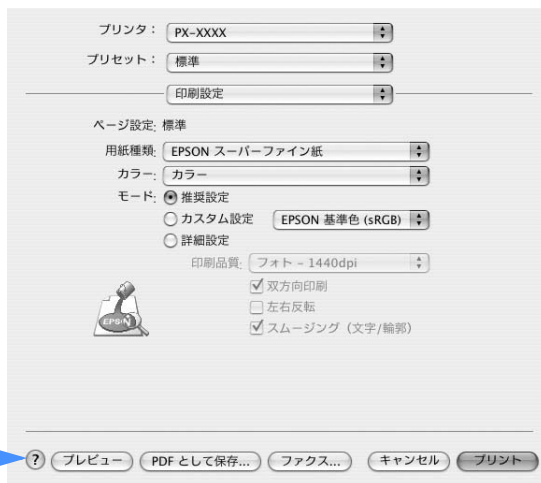 プリンタ： PX-XXXX
プリセット： 標準
印刷設定
ページ設定: 標準
用紙種類: EPSON スーパーファイン紙
カラー: カラー
モード: 推奨設定
カスタム設定 EPSON 基準色 (sRGB)
詳細設定
印刷品質: フォト – 1440dpi
双方向印刷
左右反転
スムージング（文字/輪郭）
EPSON
? プレビュー PDF として保存... ファクス... キャンセル プリント